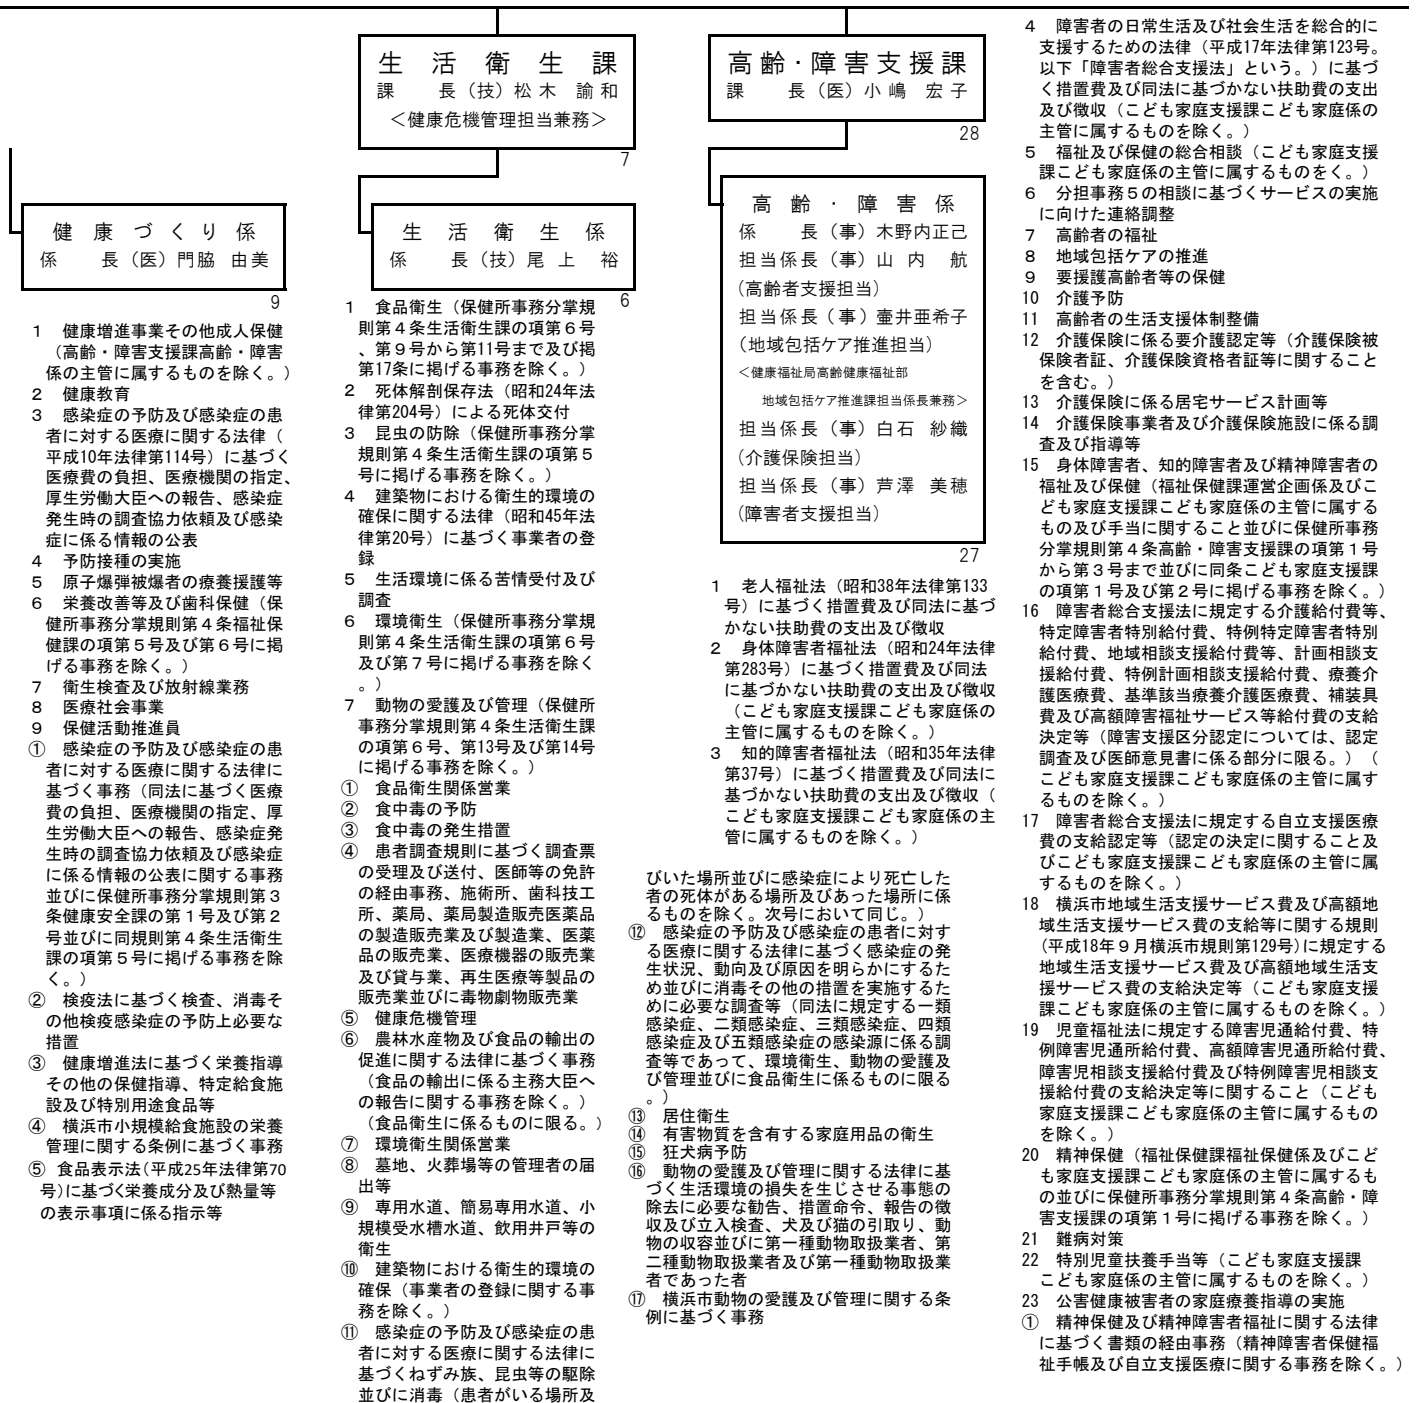 健康づくり係
係　　長（医）門脇　由美
9
1　健康増進事業その他成人保健
（高齢・障害支援課高齢・障害
係の主管に属するものを除く。）
2　健康教育
3　感染症の予防及び感染症の患
者に対する医療に関する法律（
平成10年法律第114号）に基づく
医療費の負担、医療機関の指定、
厚生労働大臣への報告、感染症
発生時の調査協力依頼及び感染
症に係る情報の公表
4　予防接種の実施
5　原子爆弾被爆者の療養援護等
6　栄養改善等及び歯科保健（保
健所事務分掌規則第４条福祉保
健課の項第５号及び第６号に掲
げる事務を除く。）
7　衛生検査及び放射線業務
8　医療社会事業
9　保健活動推進員
①　感染症の予防及び感染症の患
者に対する医療に関する法律に
基づく事務（同法に基づく医療
費の負担、医療機関の指定、厚
生労働大臣への報告、感染症発
生時の調査協力依頼及び感染症
に係る情報の公表に関する事務
並びに保健所事務分掌規則第３
条健康安全課の第１号及び第２
号並びに同規則第４条生活衛生
課の項第５号に掲げる事務を除
く。）
②　検疫法に基づく検査、消毒そ
の他検疫感染症の予防上必要な
措置
③　健康増進法に基づく栄養指導
その他の保健指導、特定給食施
設及び特別用途食品等
④　横浜市小規模給食施設の栄養
管理に関する条例に基づく事務
⑤　食品表示法（平成25年法律第70
号）に基づく栄養成分及び熱量等
の表示事項に係る指示等
生活衛生課
課　　長（技）松木　諭和
＜健康危機管理担当兼務＞
7
生活衛生係
係　　長（技）尾上　裕
6
1　食品衛生（保健所事務分掌規
則第４条生活衛生課の項第６号
、第９号から第11号まで及び掲
第17条に掲げる事務を除く。）
2　死体解剖保存法（昭和24年法
律第204号）による死体交付
3　昆虫の防除（保健所事務分掌
規則第４条生活衛生課の項第５
号に掲げる事務を除く。）
4　建築物における衛生的環境の
確保に関する法律（昭和45年法
律第20号）に基づく事業者の登
録
5　生活環境に係る苦情受付及び
調査
6　環境衛生（保健所事務分掌規
則第４条生活衛生課の項第６号
及び第７号に掲げる事務を除く
。）
7　動物の愛護及び管理（保健所
事務分掌規則第４条生活衛生課
の項第６号、第13号及び第14号
に掲げる事務を除く。）
①　食品衛生関係営業
②　食中毒の予防
③　食中毒の発生措置
④　患者調査規則に基づく調査票
の受理及び送付、医師等の免許
の経由事務、施術所、歯科技工
所、薬局、薬局製造販売医薬品
の製造販売業及び製造業、医薬
品の販売業、医療機器の販売業
及び貸与業、再生医療等製品の
販売業並びに毒物劇物販売業
⑤　健康危機管理
⑥　農林水産物及び食品の輸出の
促進に関する法律に基づく事務
（食品の輸出に係る主務大臣へ
の報告に関する事務を除く。）
（食品衛生に係るものに限る。）
⑦　環境衛生関係営業
⑧　墓地、火葬場等の管理者の届
出等
⑨　専用水道、簡易専用水道、小
規模受水槽水道、飲用井戸等の
衛生
⑩　建築物における衛生的環境の
確保（事業者の登録に関する事
務を除く。）
⑪　感染症の予防及び感染症の患
者に対する医療に関する法律に
基づくねずみ族、昆虫等の駆除
並びに消毒（患者がいる場所及
びいた場所並びに感染症により死亡した
者の死体がある場所及びあった場所に係
るものを除く。次号において同じ。）
⑫　感染症の予防及び感染症の患者に対す
る医療に関する法律に基づく感染症の発
生状況、動向及び原因を明らかにするた
め並びに消毒その他の措置を実施するた
めに必要な調査等（同法に規定する一類
感染症、二類感染症、三類感染症、四類
感染症及び五類感染症の感染源に係る調
査等であって、環境衛生、動物の愛護及
び管理並びに食品衛生に係るものに限る
。）
⑬　居住衛生
⑭　有害物質を含有する家庭用品の衛生
⑮　狂犬病予防
⑯　動物の愛護及び管理に関する法律に基
づく生活環境の損失を生じさせる事態の
除去に必要な勧告、措置命令、報告の徴
収及び立入検査、犬及び猫の引取り、動
物の収容並びに第一種動物取扱業者、第
二種動物取扱業者及び第一種動物取扱業
者であった者
⑰　横浜市動物の愛護及び管理に関する条
例に基づく事務
高齢・障害支援課
課　　長（医）小嶋　宏子
28
高齢・障害係
係　　長（事）木野内正己
担当係長（事）山内　航
（高齢者支援担当）
担当係長（事）壷井亜希子
（地域包括ケア推進担当）
＜健康福祉局高齢健康福祉部
地域包括ケア推進課担当係長兼務＞
担当係長（事）白石　紗織
（介護保険担当）
担当係長（事）芦澤　美穂
（障害者支援担当）
27
1　老人福祉法（昭和38年法律第133
号）に基づく措置費及び同法に基づ
かない扶助費の支出及び徴収
2　身体障害者福祉法（昭和24年法律
第283号）に基づく措置費及び同法
に基づかない扶助費の支出及び徴収
（こども家庭支援課こども家庭係の
主管に属するものを除く。）
3　知的障害者福祉法（昭和35年法律
第37号）に基づく措置費及び同法に
基づかない扶助費の支出及び徴収（
こども家庭支援課こども家庭係の主
管に属するものを除く。）
4　障害者の日常生活及び社会生活を総合的に
支援するための法律（平成17年法律第123号。
以下「障害者総合支援法」という。）に基づ
く措置費及び同法に基づかない扶助費の支出
及び徴収（こども家庭支援課こども家庭係の
主管に属するものを除く。）
5　福祉及び保健の総合相談（こども家庭支援
課こども家庭係の主管に属するものをく。）
6　分担事務５の相談に基づくサービスの実施
に向けた連絡調整
7　高齢者の福祉
8　地域包括ケアの推進
9　要援護高齢者等の保健
10　介護予防
11　高齢者の生活支援体制整備
12　介護保険に係る要介護認定等（介護保険被
保険者証、介護保険資格者証等に関すること
を含む。）
13　介護保険に係る居宅サービス計画等
14　介護保険事業者及び介護保険施設に係る調
査及び指導等
15　身体障害者、知的障害者及び精神障害者の
福祉及び保健（福祉保健課運営企画係及びこ
ども家庭支援課こども家庭係の主管に属する
もの及び手当に関すること並びに保健所事務
分掌規則第４条高齢・障害支援課の項第１号
から第３号まで並びに同条こども家庭支援課
の項第１号及び第２号に掲げる事務を除く。）
16　障害者総合支援法に規定する介護給付費等、
特定障害者特別給付費、特例特定障害者特別
給付費、地域相談支援給付費等、計画相談支
援給付費、特例計画相談支援給付費、療養介
護医療費、基準該当療養介護医療費、補装具
費及び高額障害福祉サービス等給付費の支給
決定等（障害支援区分認定については、認定
調査及び医師意見書に係る部分に限る。）（
こども家庭支援課こども家庭係の主管に属す
るものを除く。）
17　障害者総合支援法に規定する自立支援医療
費の支給認定等（認定の決定に関すること及
びこども家庭支援課こども家庭係の主管に属
するものを除く。）
18　横浜市地域生活支援サービス費及び高額地
域生活支援サービス費の支給等に関する規則
（平成18年９月横浜市規則第129号）に規定する
地域生活支援サービス費及び高額地域生活支
援サービス費の支給決定等（こども家庭支援
課こども家庭係の主管に属するものを除く。）
19　児童福祉法に規定する障害児通給付費、特
例障害児通所給付費、高額障害児通所給付費、
障害児相談支援給付費及び特例障害児相談支
援給付費の支給決定等に関すること（こども
家庭支援課こども家庭係の主管に属するもの
を除く。）
20　精神保健（福祉保健課福祉保健係及びこど
も家庭支援課こども家庭係の主管に属するも
の並びに保健所事務分掌規則第４条高齢・障
害支援課の項第１号に掲げる事務を除く。）
21　難病対策
22　特別児童扶養手当等（こども家庭支援課
こども家庭係の主管に属するものを除く。）
23　公害健康被害者の家庭療養指導の実施
①　精神保健及び精神障害者福祉に関する法律
に基づく書類の経由事務（精神障害者保健福
祉手帳及び自立支援医療に関する事務を除く。）